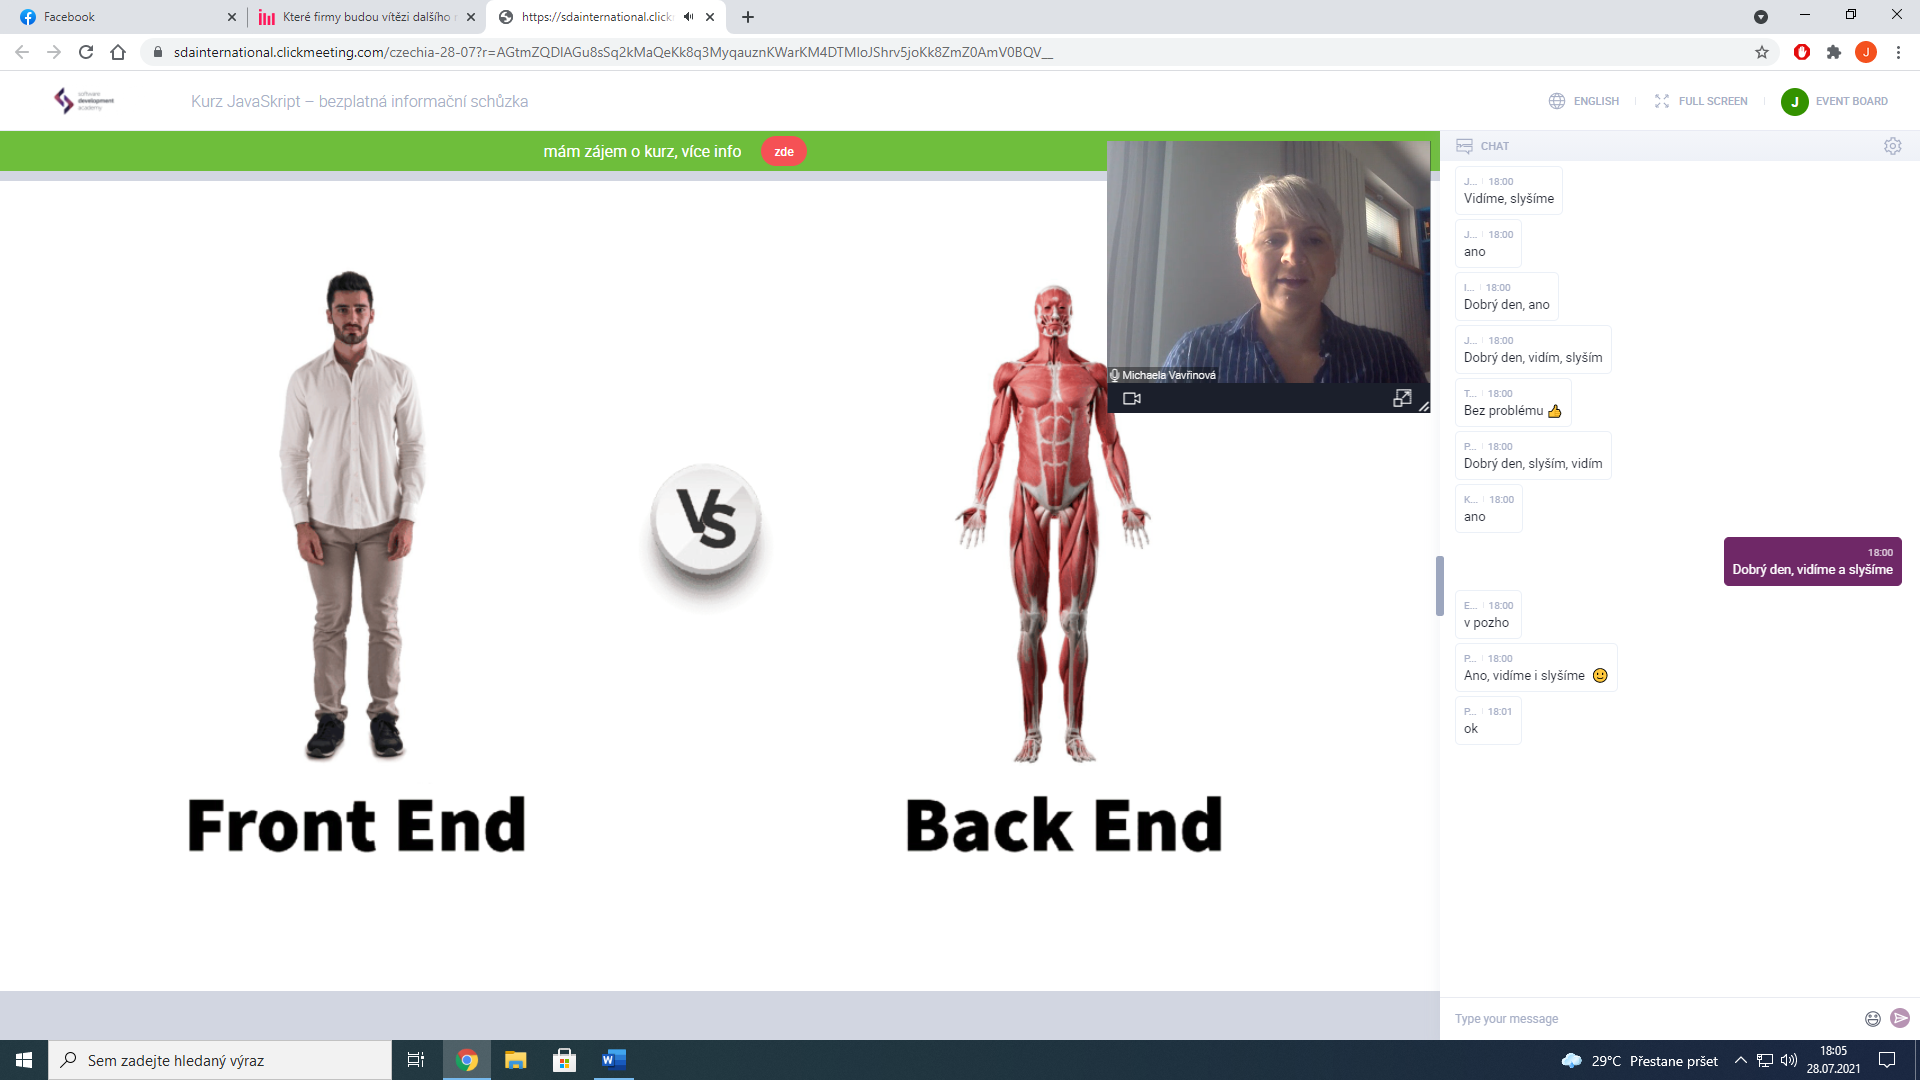 Facebook
Které firmy budou vítězi dalšího r
https://sdainternational.click
sdainternational.clickmeeting.com/czechia-28-07?r=AGtmZQDlAGu8sSq2kMaQeKk8q3MyqauznKWarKM4DTMloJShrv5joKk8ZmZ0AmV0BQV__
J
software
development
academy
Kurz JavaSkript – bezplatná informační schůzka
ENGLISH
FULL SCREEN
J
EVENT BOARD
mám zájem o kurz, více info
zde
Michaela Vavřinová
VS
Front End
Back End
CHAT
J... 18:00
Vidíme, slyšíme
J... 18:00
ano
I... 18:00
Dobrý den, ano
J... 18:00
Dobrý den, vidím, slyším
T... 18:00
Bez problému 👍
P... 18:00
Dobrý den, slyším, vidím
K... 18:00
ano
18:00
Dobrý den, vidíme a slyšíme
E... 18:00
v pozho
P... 18:00
Ano, vidíme i slyšíme 🙂
P... 18:01
ok
Type your message
Sem zadejte hledaný výraz
W
29°C Přestane pršet
18:05
28.07.2021